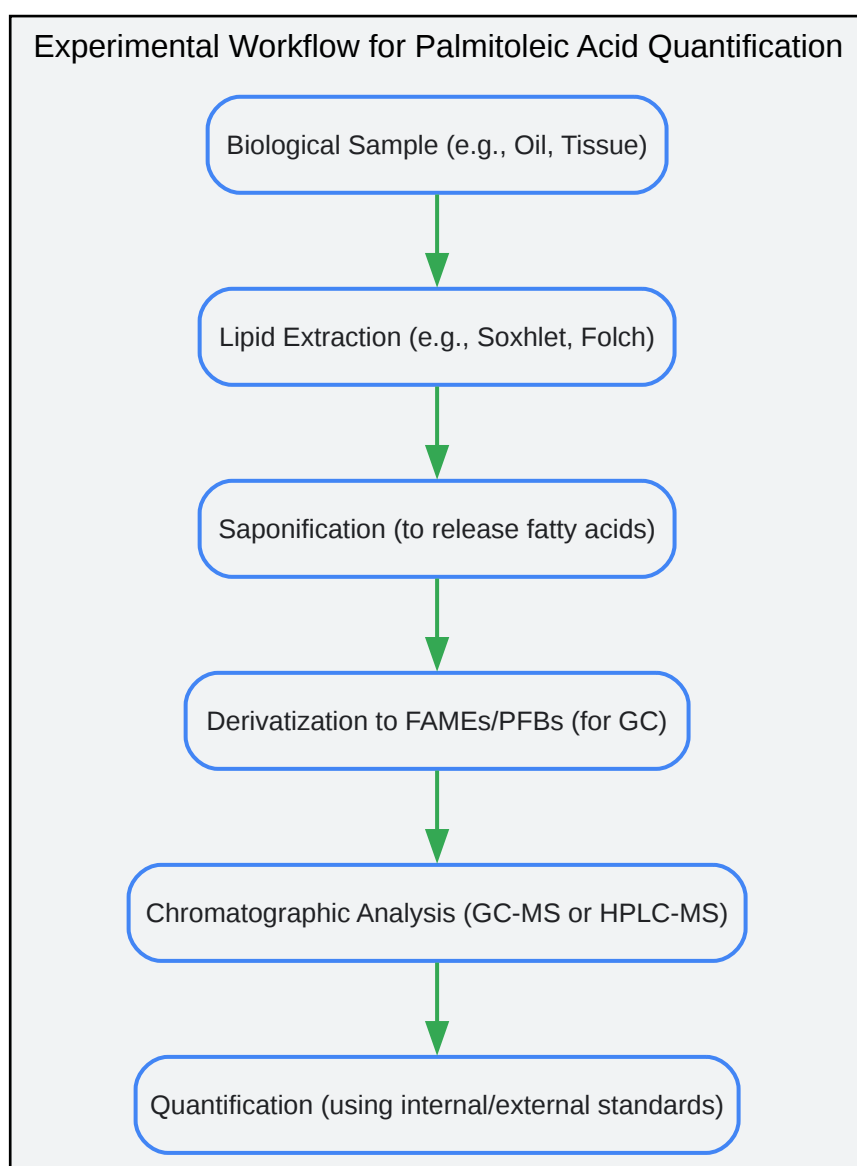 Experimental Workflow for Palmitoleic Acid Quantification
Biological Sample (e.g., Oil, Tissue)
Lipid Extraction (e.g., Soxhlet, Folch)
Saponification (to release fatty acids)
Derivatization to FAMEs/PFBs (for GC)
Chromatographic Analysis (GC-MS or HPLC-MS)
Quantification (using internal/external standards)